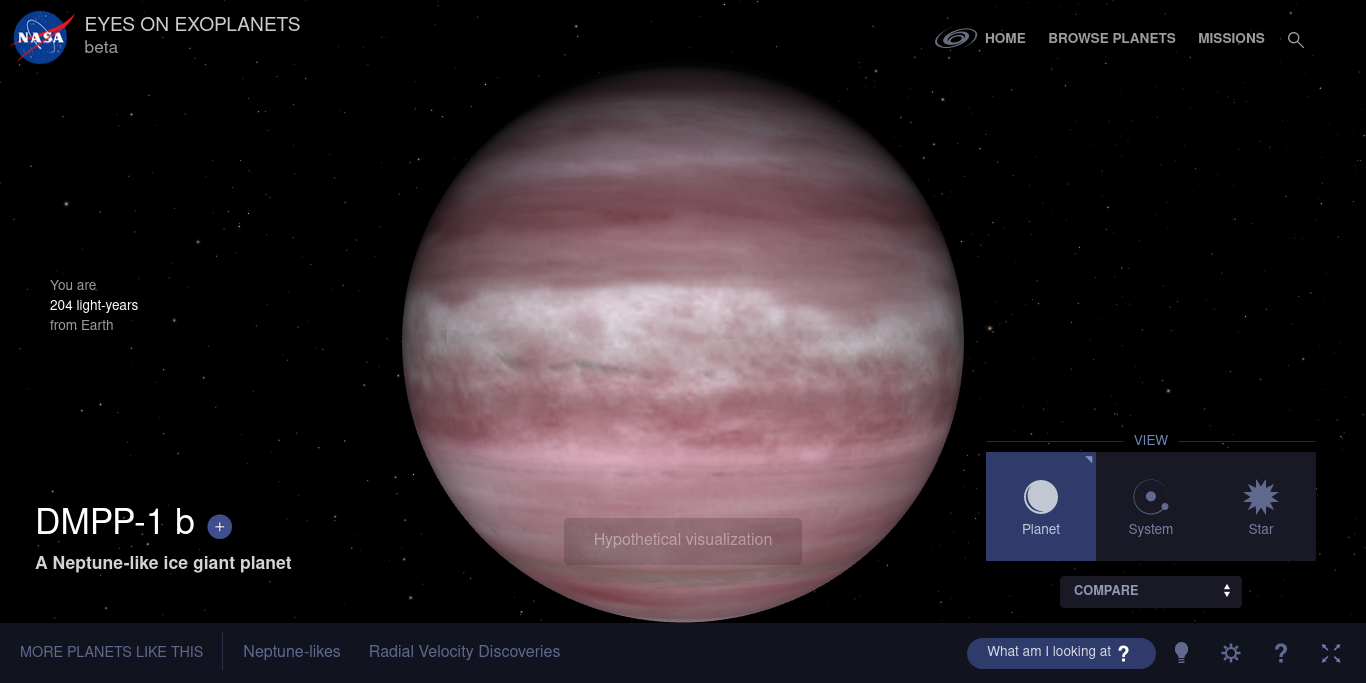 NASA
EYES ON EXOPLANETS
beta
HOME
BROWSE PLANETS
MISSIONS
You are
204 light-years
from Earth
VIEW
Planet
System
Star
DMPP-1 b +
A Neptune-like ice giant planet
Hypothetical visualization
COMPARE
MORE PLANETS LIKE THIS
Neptune-likes
Radial Velocity Discoveries
What am I looking at ?
?